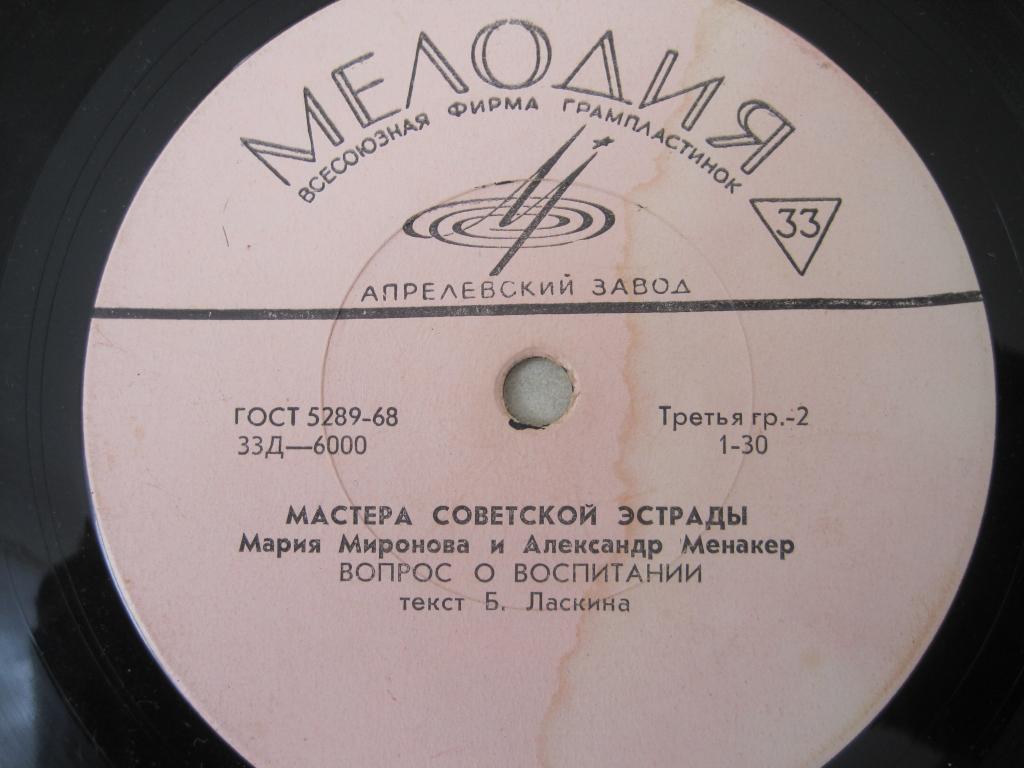 МЕЛОДИЯ
ВСЕСОЮЗНАЯ ФИРМА ГРАМПЛАСТИНОК
33
АПРЕЛЕВСКИЙ ЗАВОД
ГОСТ 5289-68
33Д—6000
Третья гр.-2
1-30
МАСТЕРА СОВЕТСКОЙ ЭСТРАДЫ
Мария Миронова и Александр Менакер
ВОПРОС О ВОСПИТАНИИ
текст Б. Ласкина